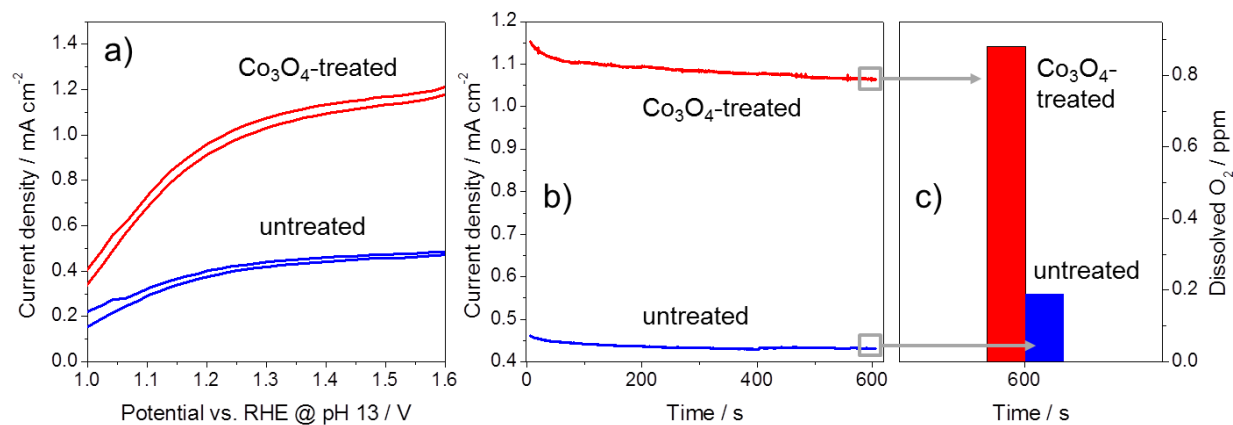 a)
Co₃O₄-treated
untreated
1.4
1.2
1.0
0.8
0.6
0.4
0.2
0.0
Current density / mA cm⁻²
1.0
1.1
1.2
1.3
1.4
1.5
1.6
Potential vs. RHE @ pH 13 / V
b)
Co₃O₄-treated
untreated
1.2
1.1
1.0
0.9
0.8
0.7
0.6
0.5
0.4
Current density / mA cm⁻²
0
200
400
600
Time / s
c)
Co₃O₄-
treated
untreated
0.8
0.6
0.4
0.2
0.0
Dissolved O₂ / ppm
600
Time / s